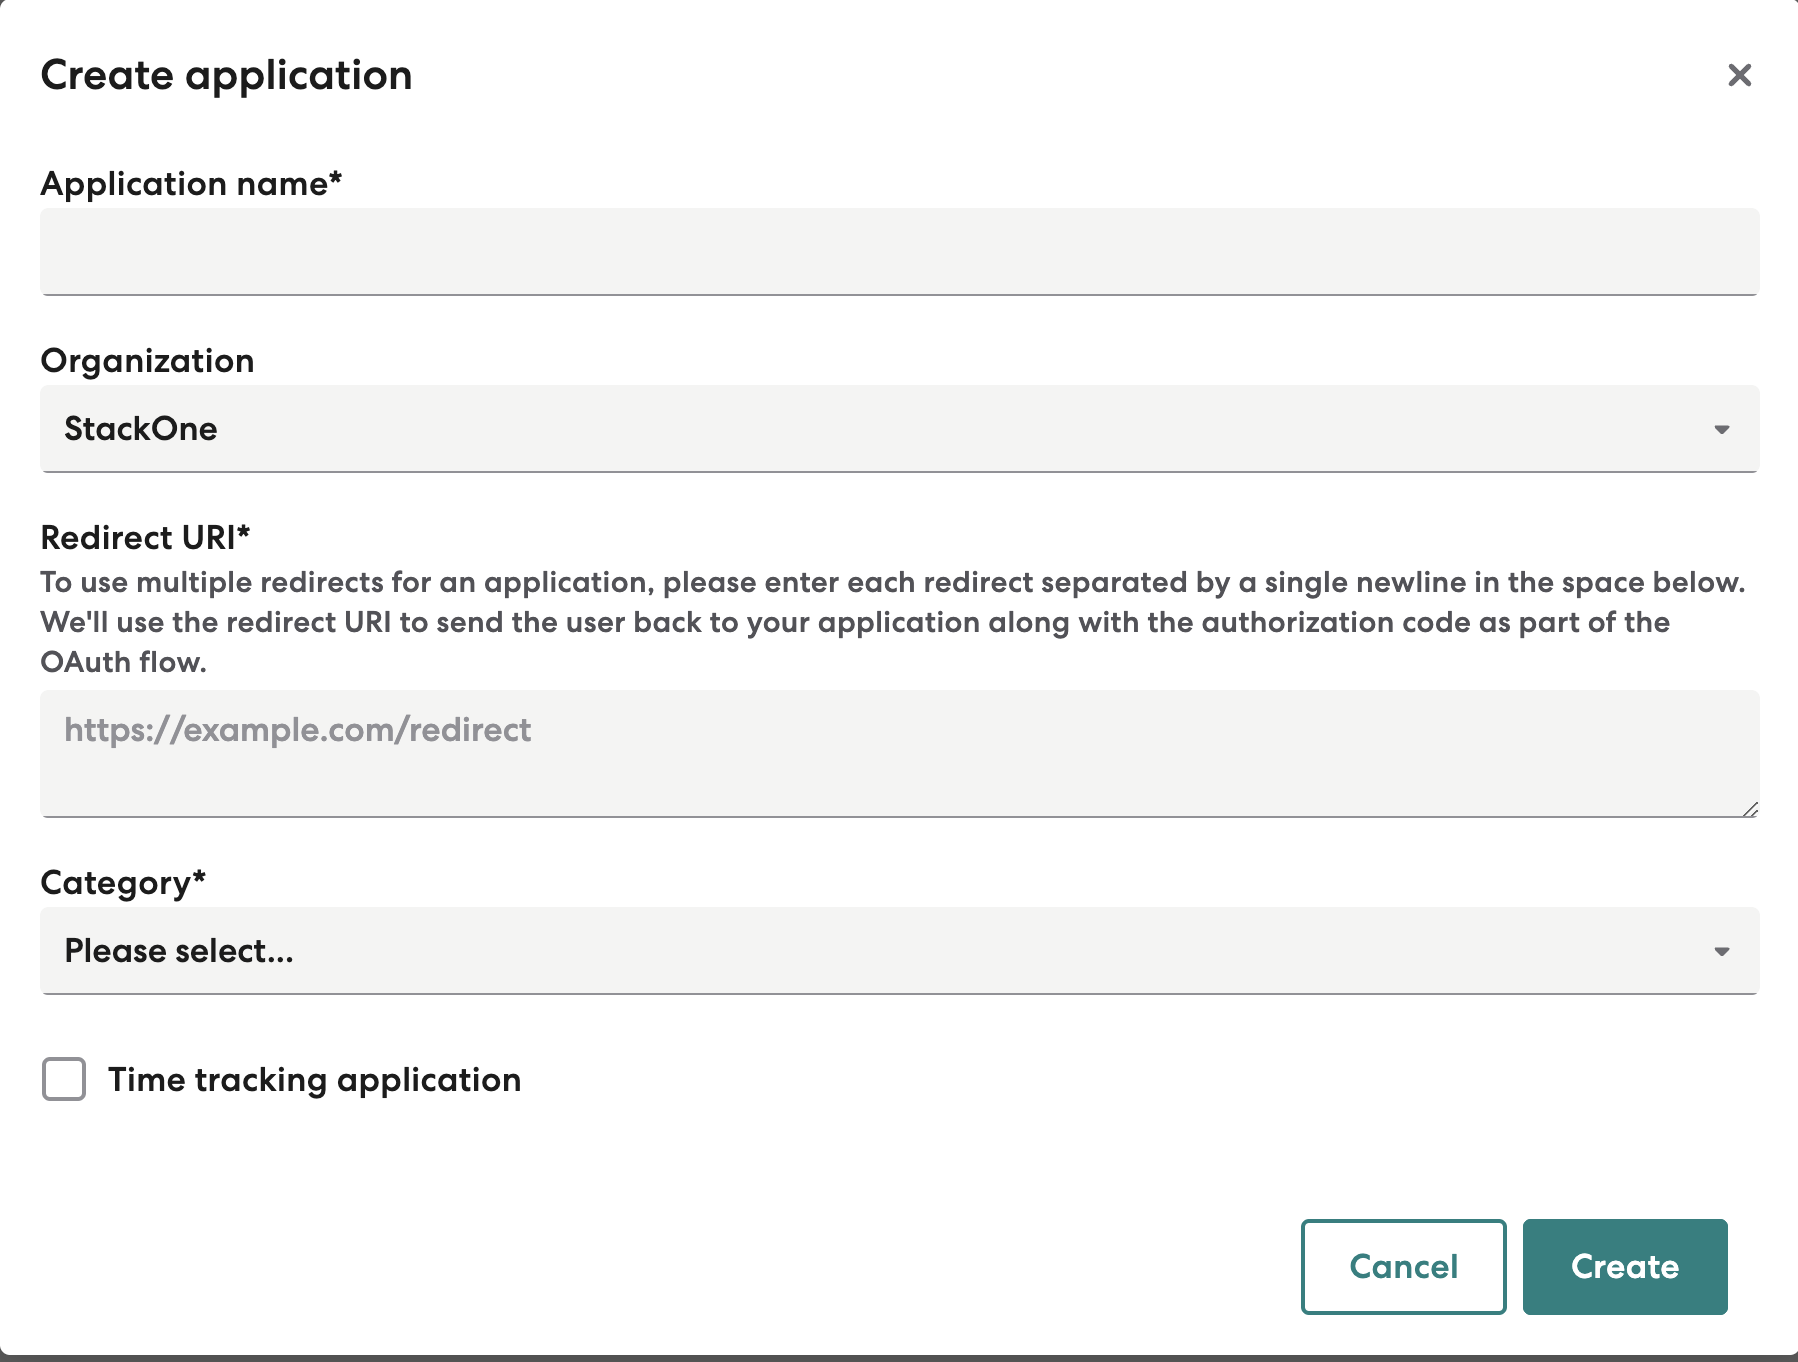 Create application
Application name*
Organization
StackOne
Redirect URI*
To use multiple redirects for an application, please enter each redirect separated by a single newline in the space below.
We'll use the redirect URI to send the user back to your application along with the authorization code as part of the
OAuth flow.
https://example.com/redirect
Category*
Please select...
Time tracking application
Cancel
Create